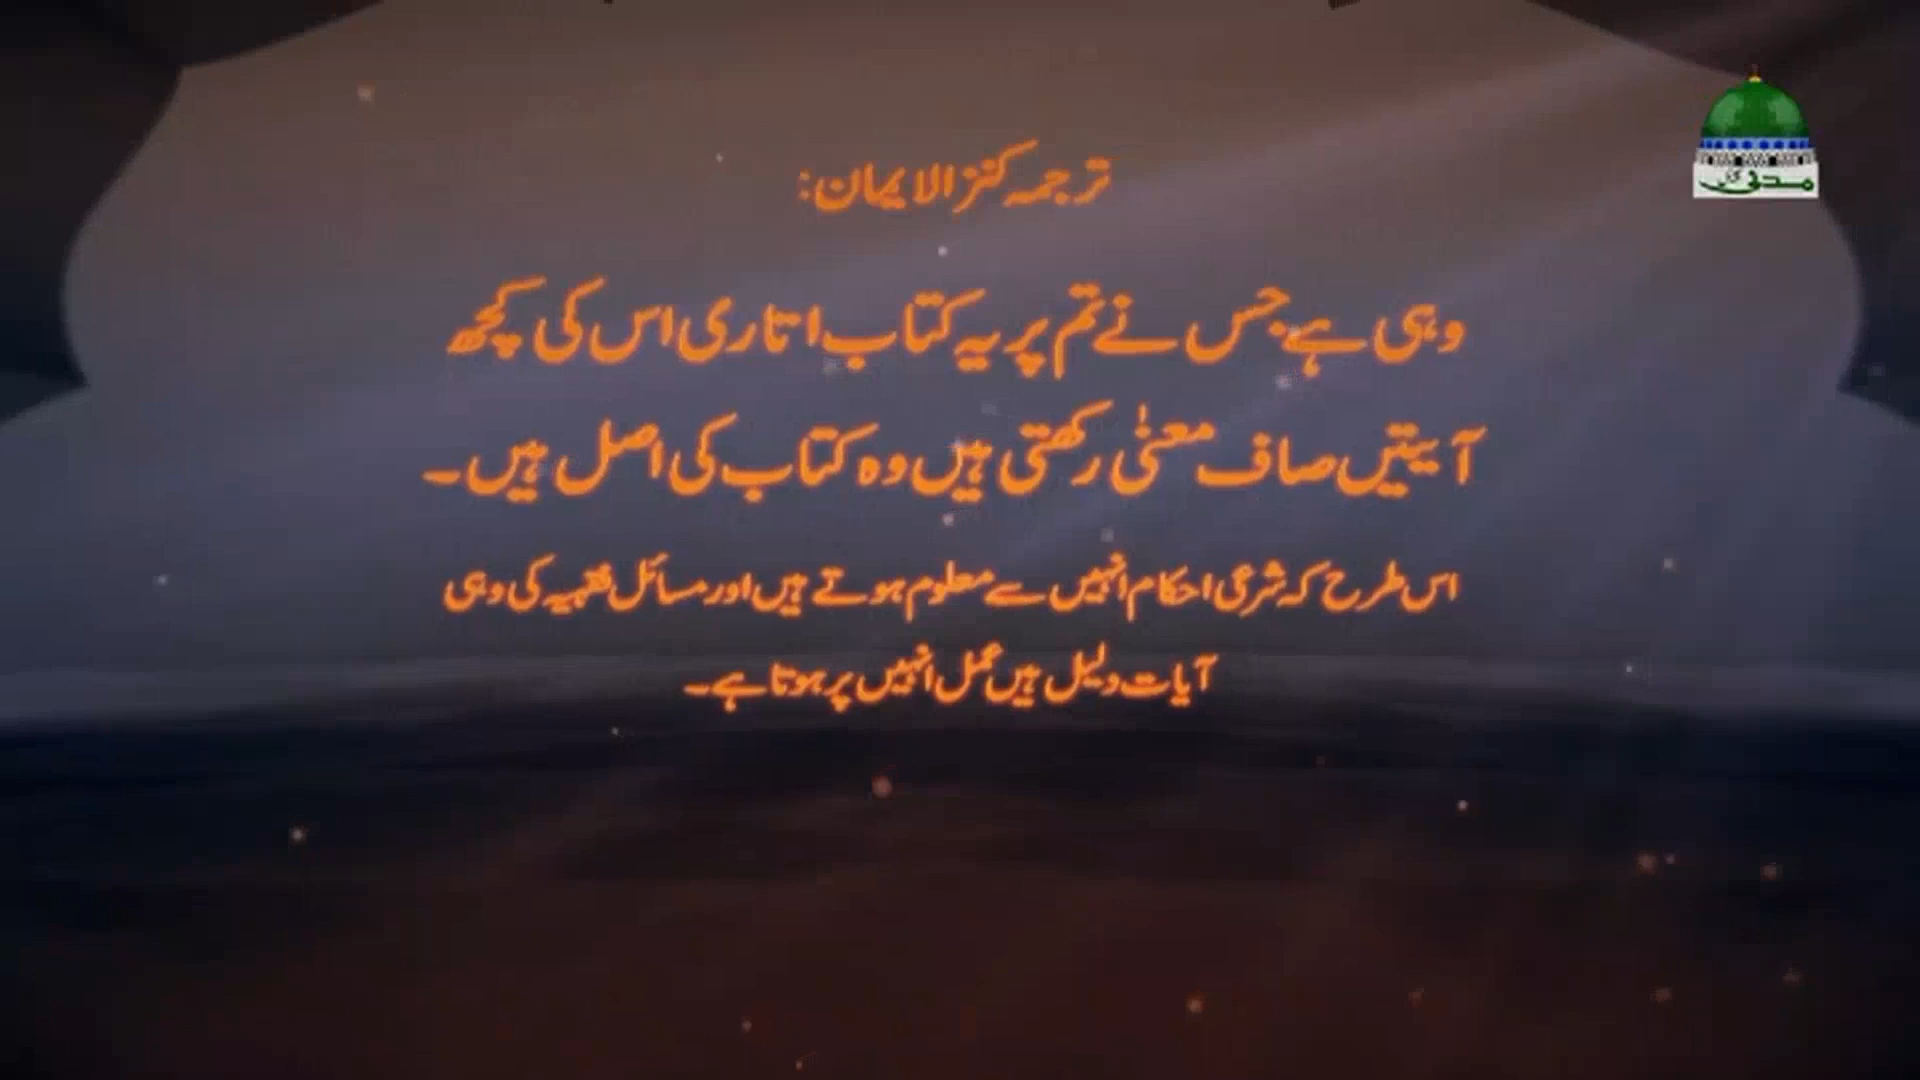 ترجمہ کنزالایمان:
وہی ہے جس نے تم پر یہ کتاب اتاری اس کی کچھ
آیتیں صاف معنیٰ رکھتی ہیں وہ کتاب کی اصل ہیں۔
اس طرح کہ شرعی احکام انہیں سے معلوم ہوتے ہیں اور مسائل فقہیہ کی وہی
آیات دلیل ہیں عمل انہیں پر ہوتا ہے۔
مدنی